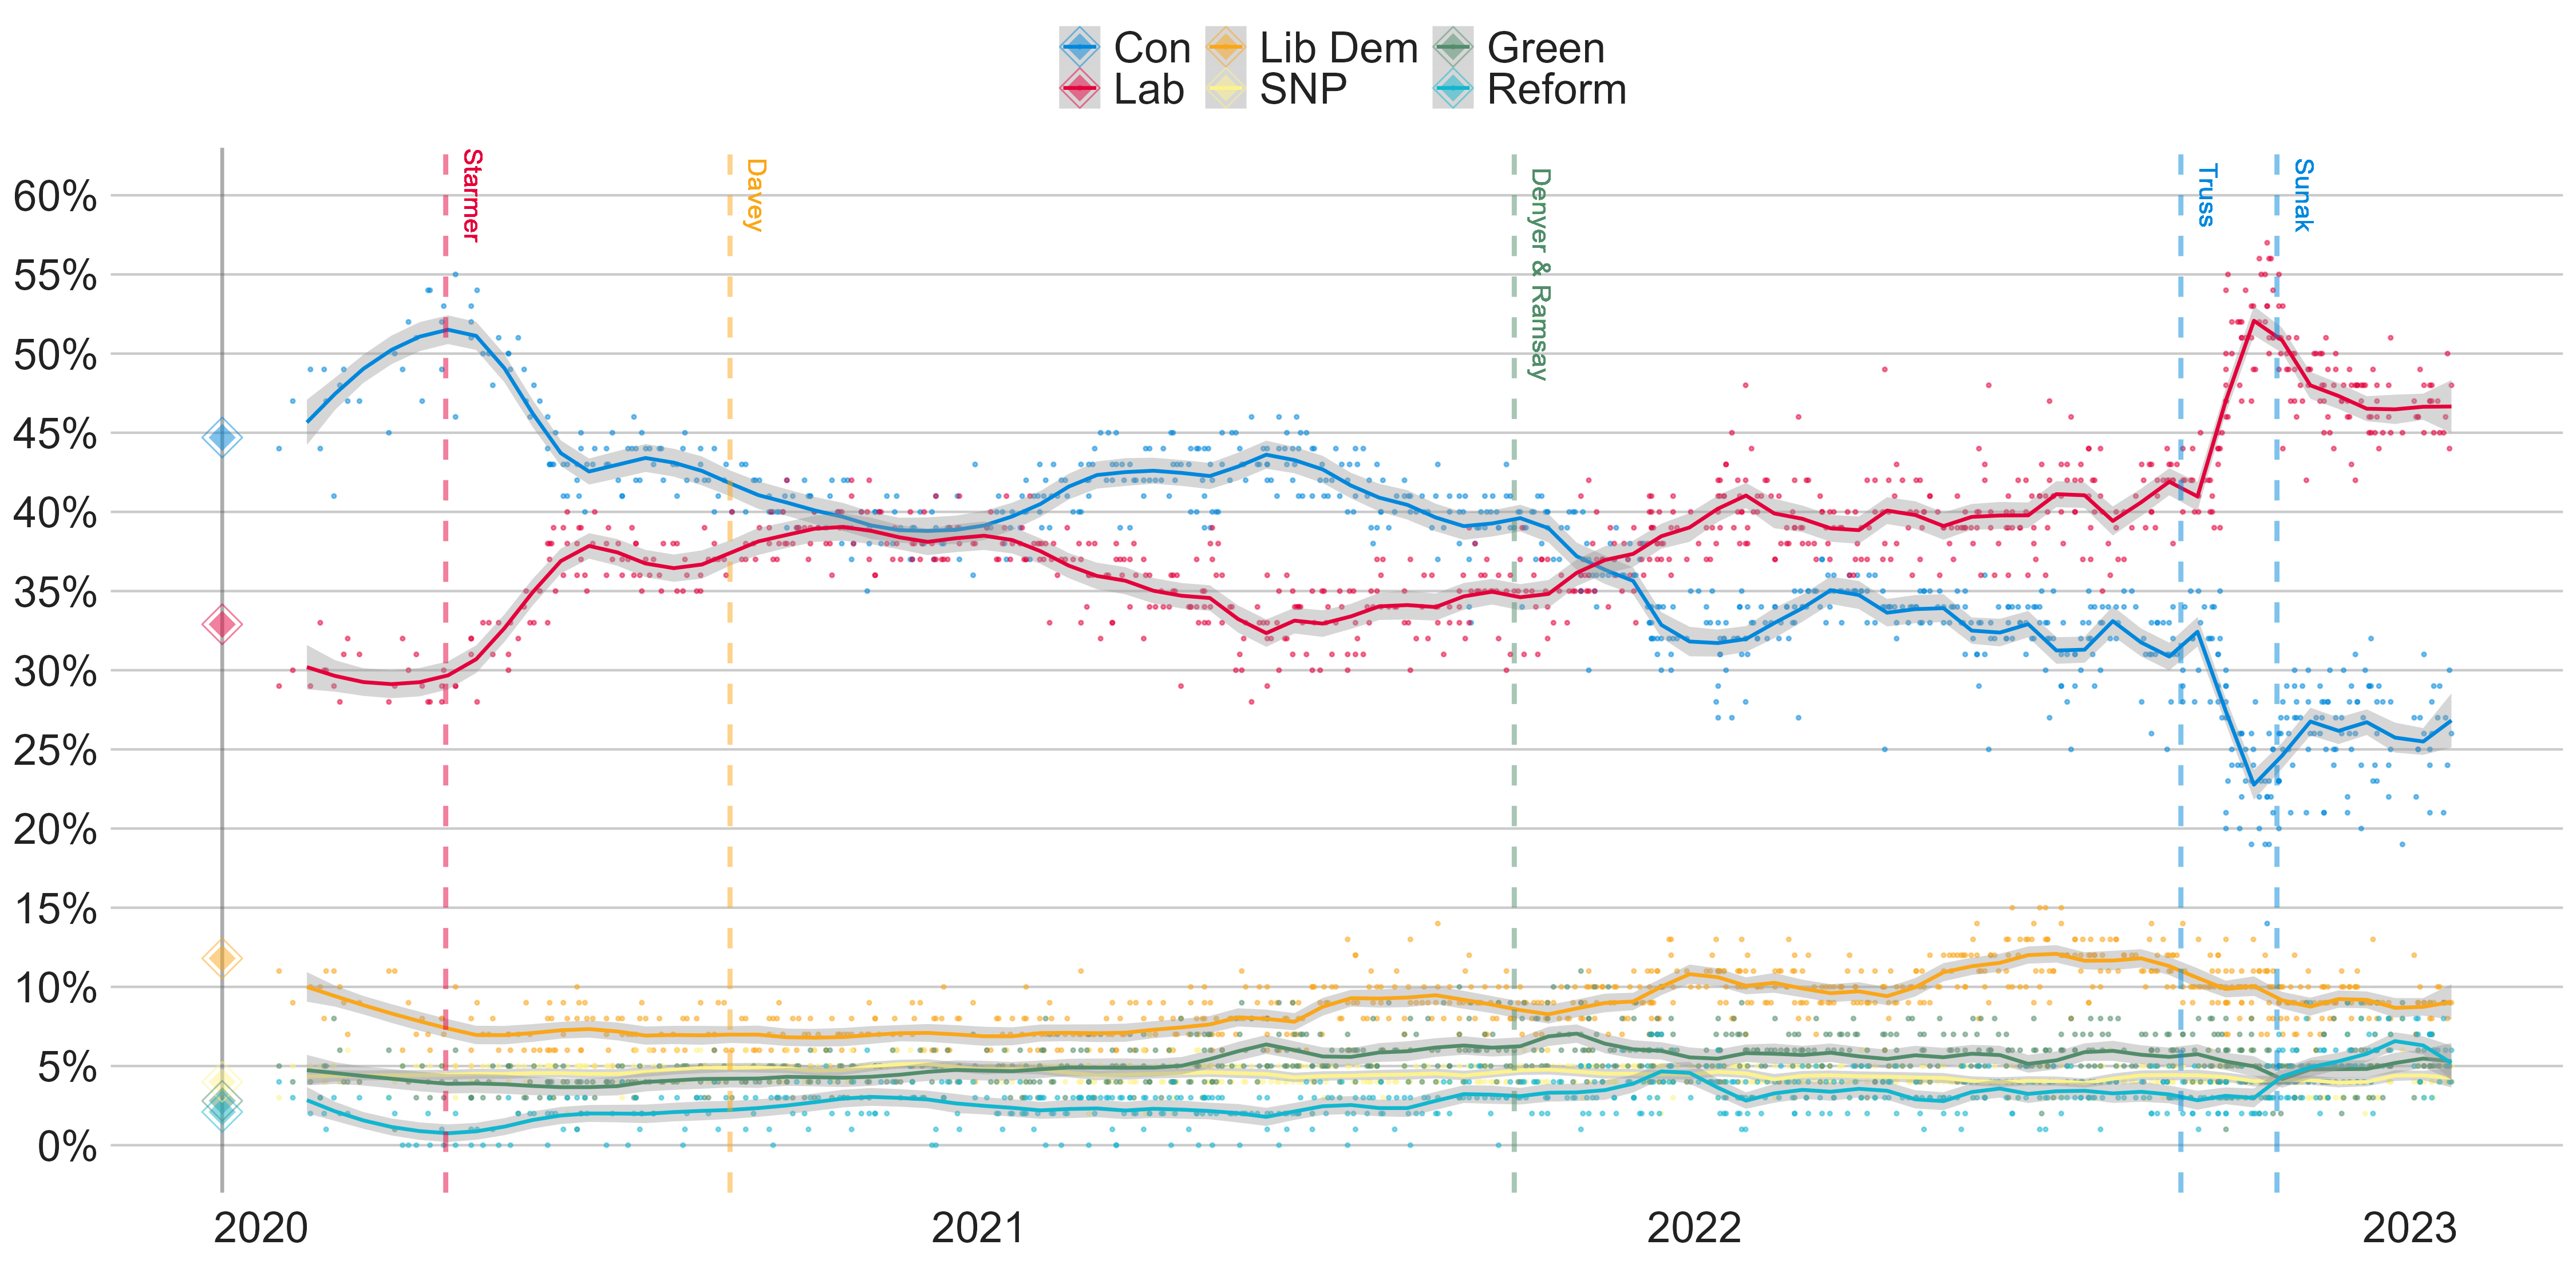 Con Lib Dem Green
Lab SNP Reform
Starmer
Davey
Denyer & Ramsay
Truss
Sunak
60%
55%
50%
45%
40%
35%
30%
25%
20%
15%
10%
5%
0%
2020 2021 2022 2023